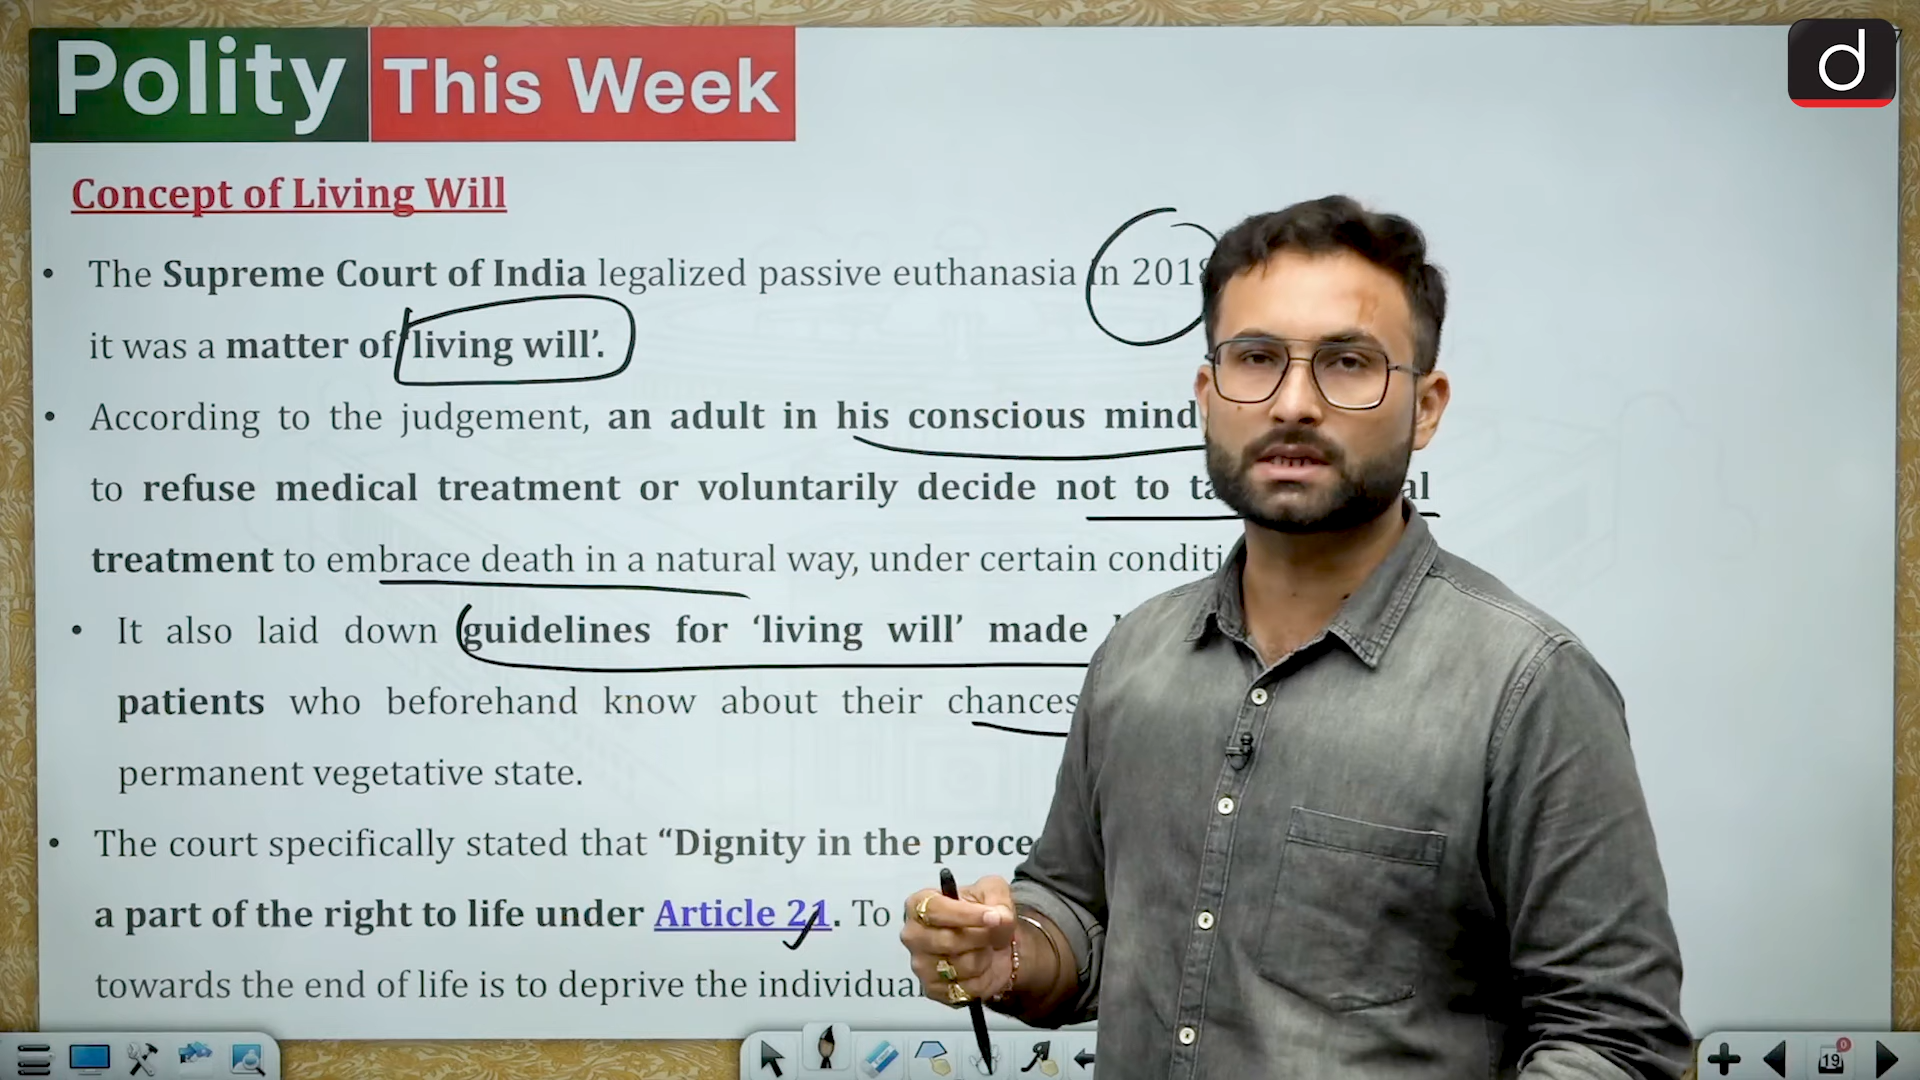 Polity This Week
d
Concept of Living Will
• The Supreme Court of India legalized passive euthanasia in 201
it was a matter of 'living will'.
• According to the judgement, an adult in his conscious mind
to refuse medical treatment or voluntarily decide not to ta al
treatment to embrace death in a natural way, under certain conditi
• It also laid down guidelines for 'living will' made
patients who beforehand know about their chances
permanent vegetative state.
• The court specifically stated that “Dignity in the proce
a part of the right to life under Article 21. To
towards the end of life is to deprive the individual
19
0